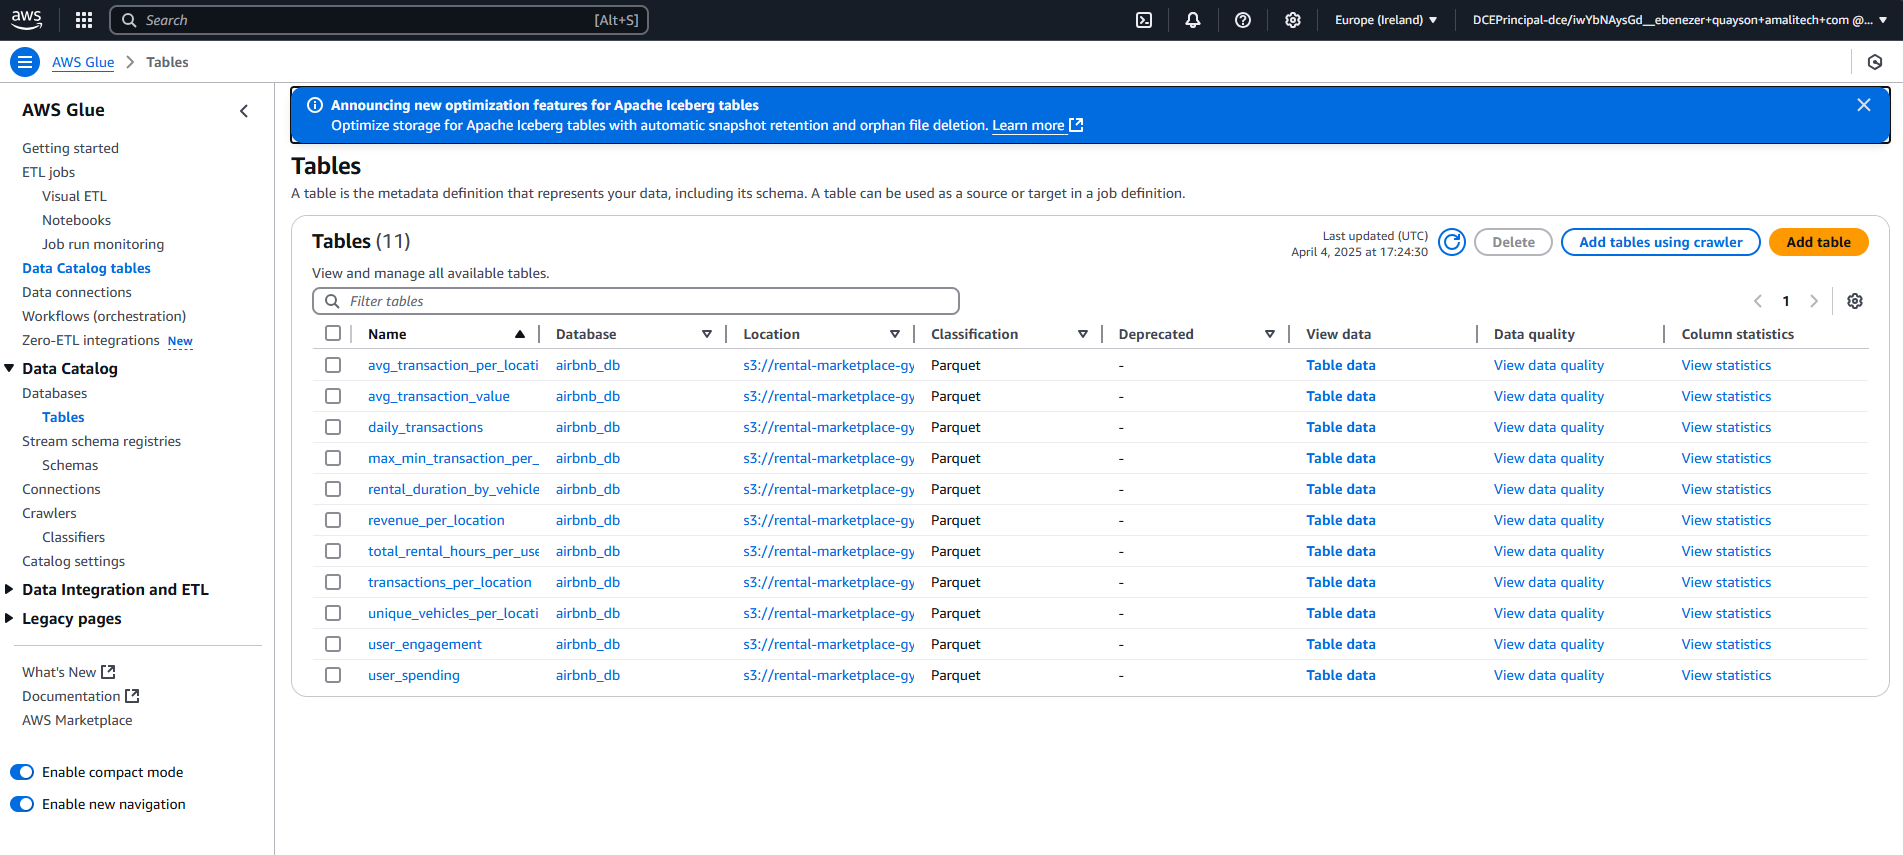 aws
Search [Alt+S]
Europe (Ireland)
DCEPrincipal-dce/iwYbNAysGd__ebenezer+quayson+amalitech+com @...
AWS Glue > Tables
AWS Glue
Getting started
ETL jobs
Visual ETL
Notebooks
Job run monitoring
Data Catalog tables
Data connections
Workflows (orchestration)
Zero-ETL integrations New
Data Catalog
Databases
Tables
Stream schema registries
Schemas
Connections
Crawlers
Classifiers
Catalog settings
Data Integration and ETL
Legacy pages
What's New
Documentation
AWS Marketplace
Enable compact mode
Enable new navigation
Announcing new optimization features for Apache Iceberg tables
Optimize storage for Apache Iceberg tables with automatic snapshot retention and orphan file deletion. Learn more
Tables
A table is the metadata definition that represents your data, including its schema. A table can be used as a source or target in a job definition.
Tables (11)
Last updated (UTC)
April 4, 2025 at 17:24:30
Delete
Add tables using crawler
Add table
View and manage all available tables.
Filter tables
1
Name Database Location Classification Deprecated View data Data quality Column statistics
avg_transaction_per_locati airbnb_db s3://rental-marketplace-gy Parquet - Table data View data quality View statistics
avg_transaction_value airbnb_db s3://rental-marketplace-gy Parquet - Table data View data quality View statistics
daily_transactions airbnb_db s3://rental-marketplace-gy Parquet - Table data View data quality View statistics
max_min_transaction_per_ airbnb_db s3://rental-marketplace-gy Parquet - Table data View data quality View statistics
rental_duration_by_vehicle airbnb_db s3://rental-marketplace-gy Parquet - Table data View data quality View statistics
revenue_per_location airbnb_db s3://rental-marketplace-gy Parquet - Table data View data quality View statistics
total_rental_hours_per_use airbnb_db s3://rental-marketplace-gy Parquet - Table data View data quality View statistics
transactions_per_location airbnb_db s3://rental-marketplace-gy Parquet - Table data View data quality View statistics
unique_vehicles_per_locati airbnb_db s3://rental-marketplace-gy Parquet - Table data View data quality View statistics
user_engagement airbnb_db s3://rental-marketplace-gy Parquet - Table data View data quality View statistics
user_spending airbnb_db s3://rental-marketplace-gy Parquet - Table data View data quality View statistics